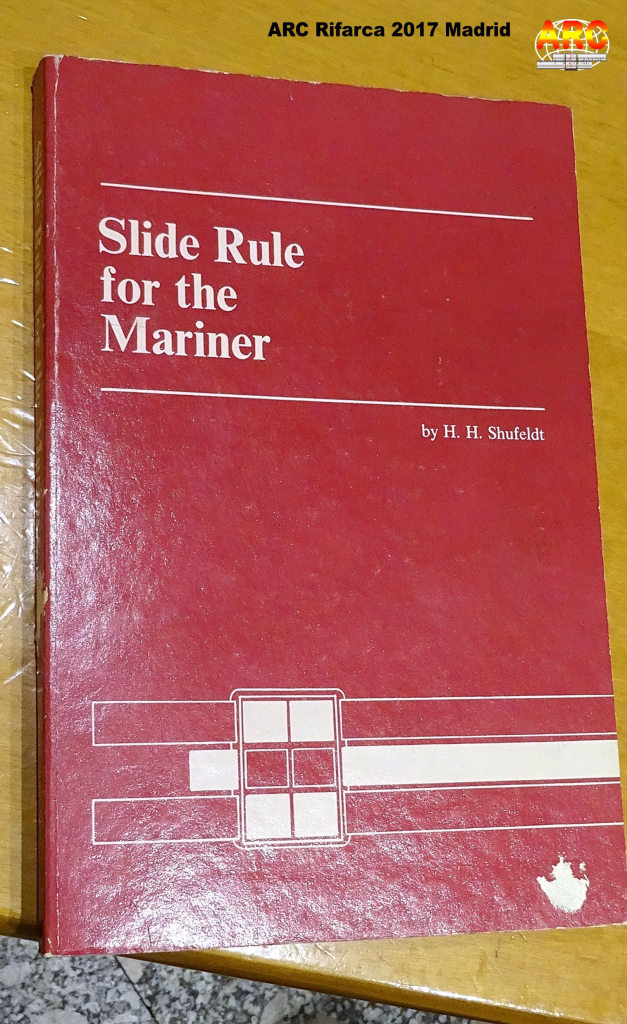 ARC Rifarca 2017 Madrid
ARC
Slide Rule
for the
Mariner
by H. H. Shufeldt